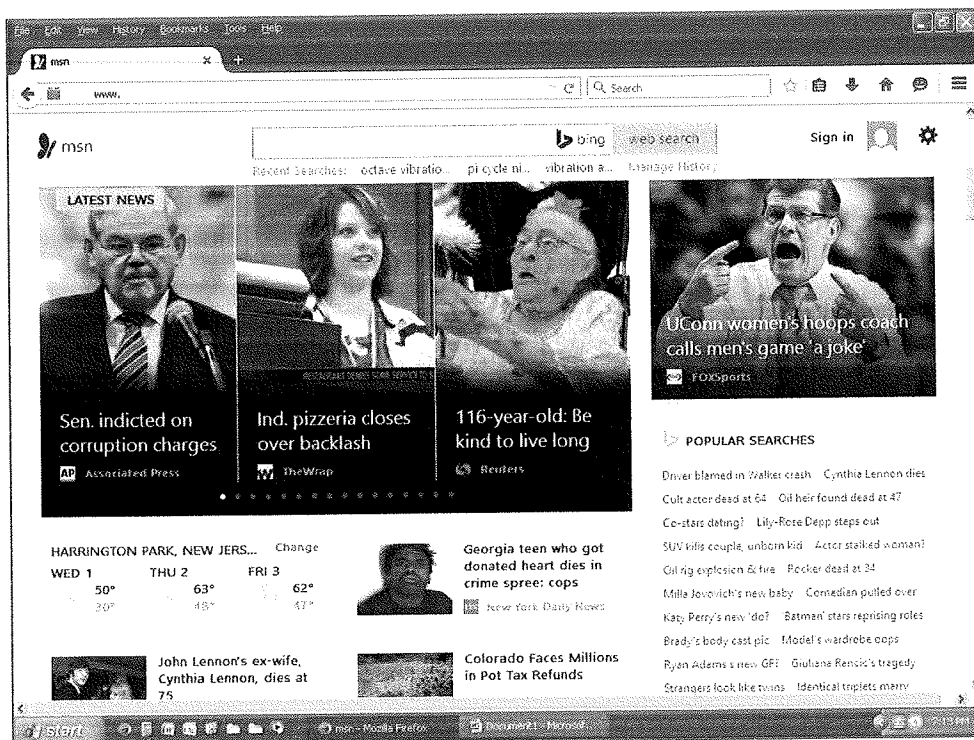 File Edit View History Bookmarks Tools Help
msn
www.
Search
msn
bing
web search
Sign in
Recent Searches: octave vibratio... pi cycle ni... vibration a... Manage History
LATEST NEWS
Sen. indicted on
corruption charges
AP Associated Press
Ind. pizzeria closes
over backlash
TheWrap
116-year-old: Be
kind to live long
Reuters
UConn women's hoops coach
calls men's game 'a joke'
FOXSports
POPULAR SEARCHES
Driver blamed in Walker crash Cynthia Lennon dies
Cult actor dead at 64 Oil heir found dead at 47
Co-stars dating? Lily-Rose Depp steps out
SUV kills couple, unborn kid Actor stalked woman?
Oil rig explosion & fire Rocker dead at 34
Milla Jovovich's new baby Comedian pulled over
Katy Perry's new 'do? 'Batman' stars reprising roles
Brady's body cast pic Model's wardrobe oops
Ryan Adams's new GF? Giuliana Rancic's tragedy
Strangers look like twins Identical triplets marry
HARRINGTON PARK, NEW JERS... Change
WED 1 THU 2 FRI 3
50° 63° 62°
30° 48° 47°
Georgia teen who got
donated heart dies in
crime spree: cops
New York Daily News
John Lennon's ex-wife,
Cynthia Lennon, dies at
75
Colorado Faces Millions
in Pot Tax Refunds
start
msn - Mozilla Firefox
Document1 - Microsof...
7:13 PM